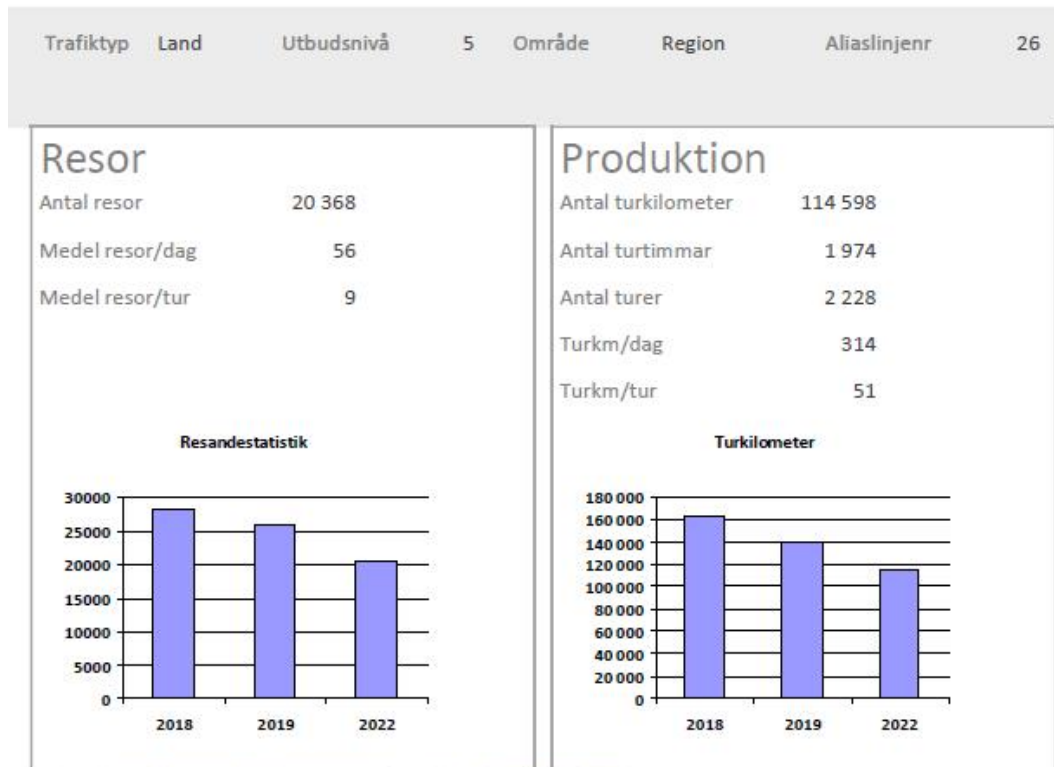 Trafiktyp Land Utbudsnivå 5 Område Region Aliaslinjenr 26
Resor
Antal resor 20 368
Medel resor/dag 56
Medel resor/tur 9
Resandestatistik
30000
25000
20000
15000
10000
5000
0
2018 2019 2022
Produktion
Antal turkilometer 114 598
Antal turtimmar 1 974
Antal turer 2 228
Turkm/dag 314
Turkm/tur 51
Turkilometer
180 000
160 000
140 000
120 000
100 000
80 000
60 000
40 000
20 000
0
2018 2019 2022